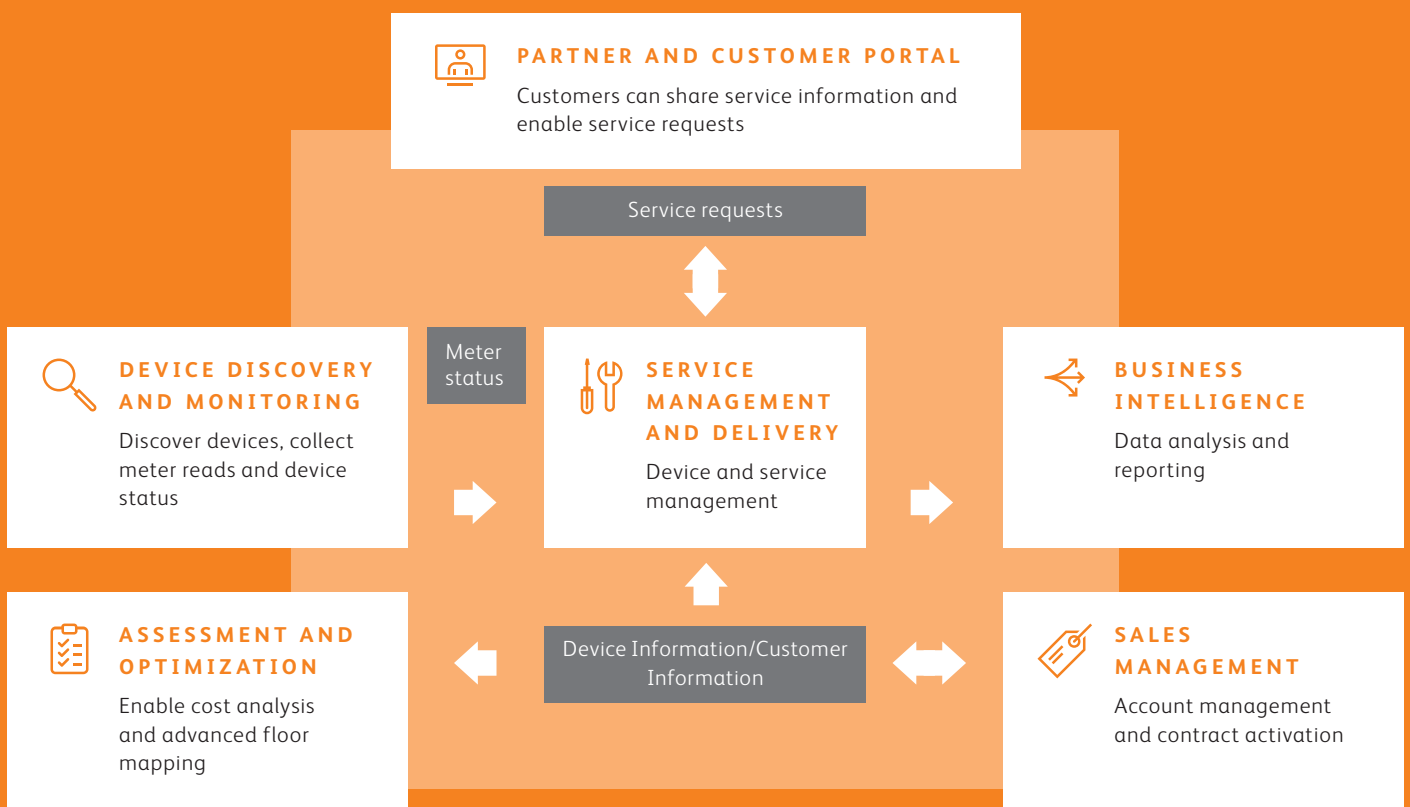 PARTNER AND CUSTOMER PORTAL
Customers can share service information and
enable service requests
Service requests
DEVICE DISCOVERY
AND MONITORING
Discover devices, collect
meter reads and device
status
Meter
status
SERVICE
MANAGEMENT
AND DELIVERY
Device and service
management
BUSINESS
INTELLIGENCE
Data analysis and
reporting
ASSESSMENT AND
OPTIMIZATION
Enable cost analysis
and advanced floor
mapping
Device Information/Customer
Information
SALES
MANAGEMENT
Account management
and contract activation